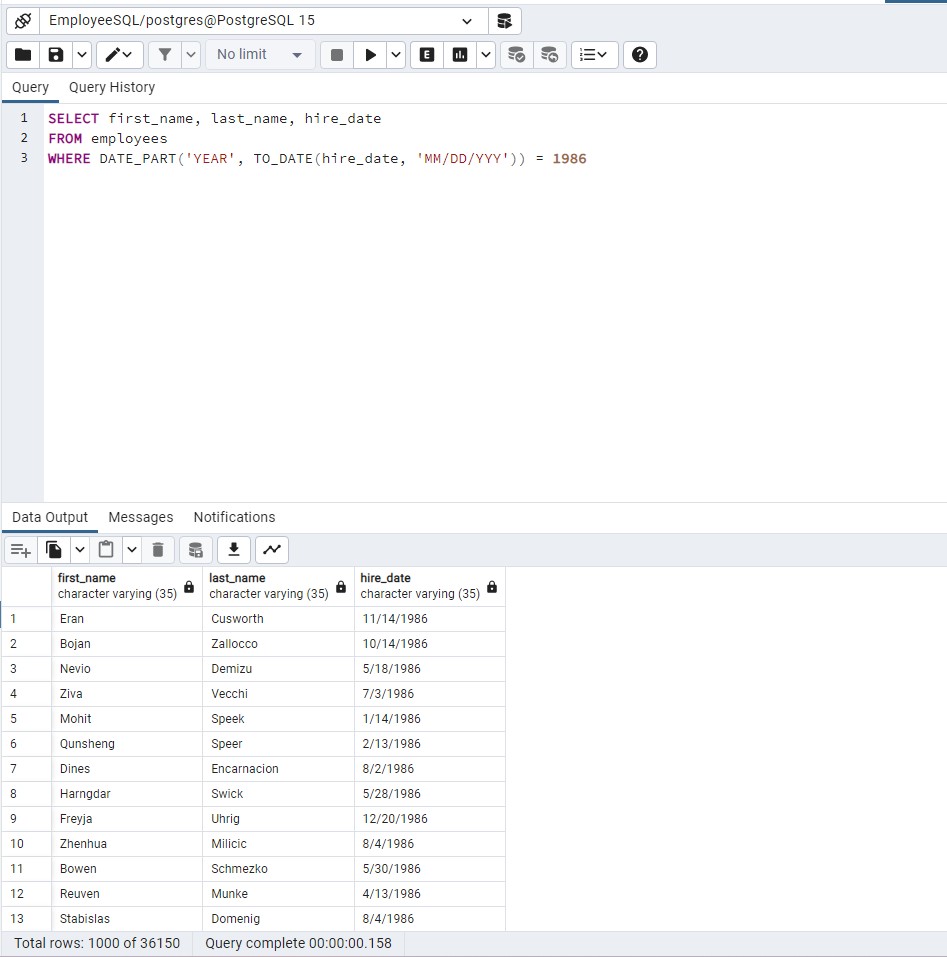 EmployeeSQL/postgres@PostgreSQL 15
No limit
E
?
Query Query History
1 SELECT first_name, last_name, hire_date
2 FROM employees
3 WHERE DATE_PART('YEAR', TO_DATE(hire_date, 'MM/DD/YYY')) = 1986
Data Output Messages Notifications
first_name last_name hire_date
character varying (35) character varying (35) character varying (35)
1 Eran Cusworth 11/14/1986
2 Bojan Zallocco 10/14/1986
3 Nevio Demizu 5/18/1986
4 Ziva Vecchi 7/3/1986
5 Mohit Speek 1/14/1986
6 Qunsheng Speer 2/13/1986
7 Dines Encarnacion 8/2/1986
8 Harngdar Swick 5/28/1986
9 Freyja Uhrig 12/20/1986
10 Zhenhua Milicic 8/4/1986
11 Bowen Schmezko 5/30/1986
12 Reuven Munke 4/13/1986
13 Stabislas Domenig 8/4/1986
Total rows: 1000 of 36150 Query complete 00:00:00.158